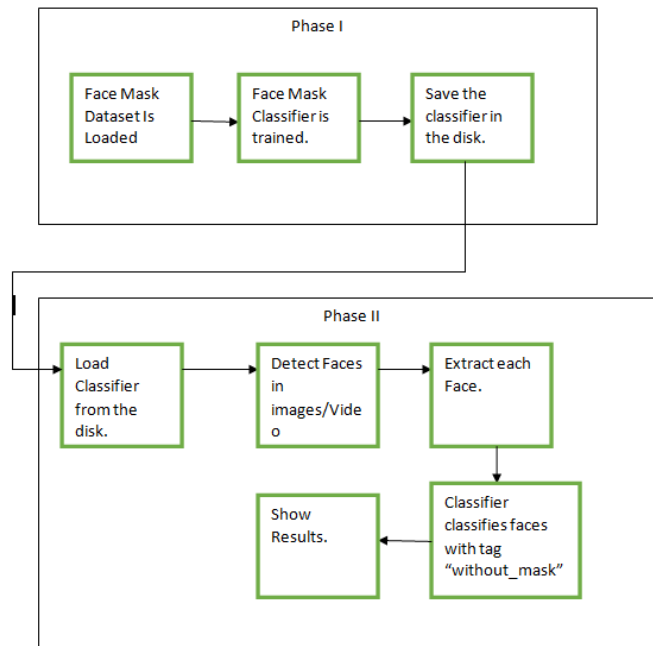 Phase I
Face Mask
Dataset Is
Loaded
Face Mask
Classifier is
trained.
Save the
classifier in
the disk.
Phase II
Load
Classifier
from the
disk.
Detect Faces
in
images/Vide
o
Extract each
Face.
Classifier
classifies faces
with tag
“without_mask”
Show
Results.